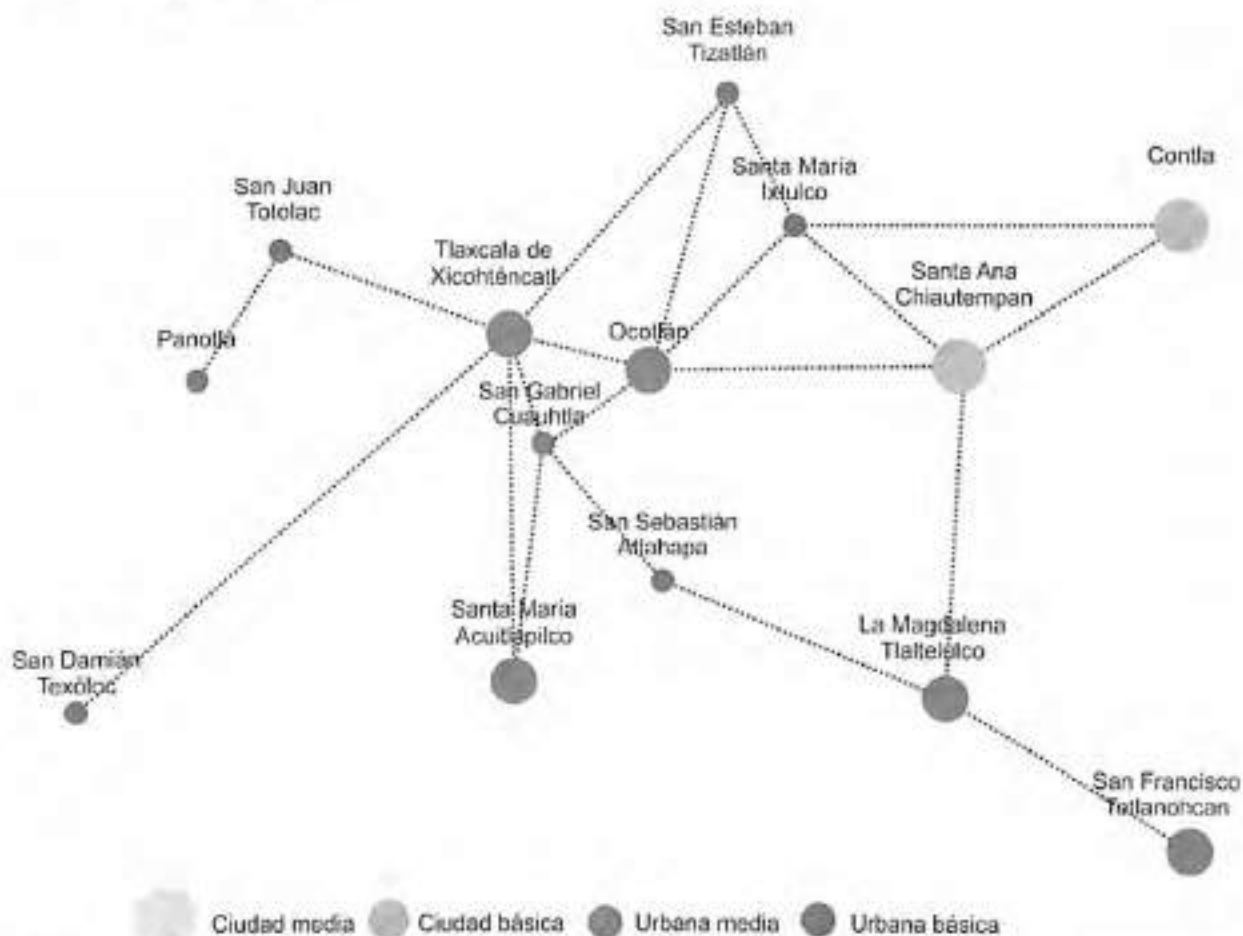 San Esteban
Tizatlán
Santa Maria
Ixtulco
Contla
San Juan
Totolac
Tlaxcala de
Xicohténcatl
Santa Ana
Chiautempan
Panotla
Ocotlán
San Gabriel
Cuauhtla
San Sebastián
Atlahapa
Santa Maria
Acuitlapilco
La Magdalena
Tlaltelulco
San Damián
Texóloc
San Francisco
Tetlanohcan
Ciudad media
Ciudad básica
Urbana media
Urbana básica